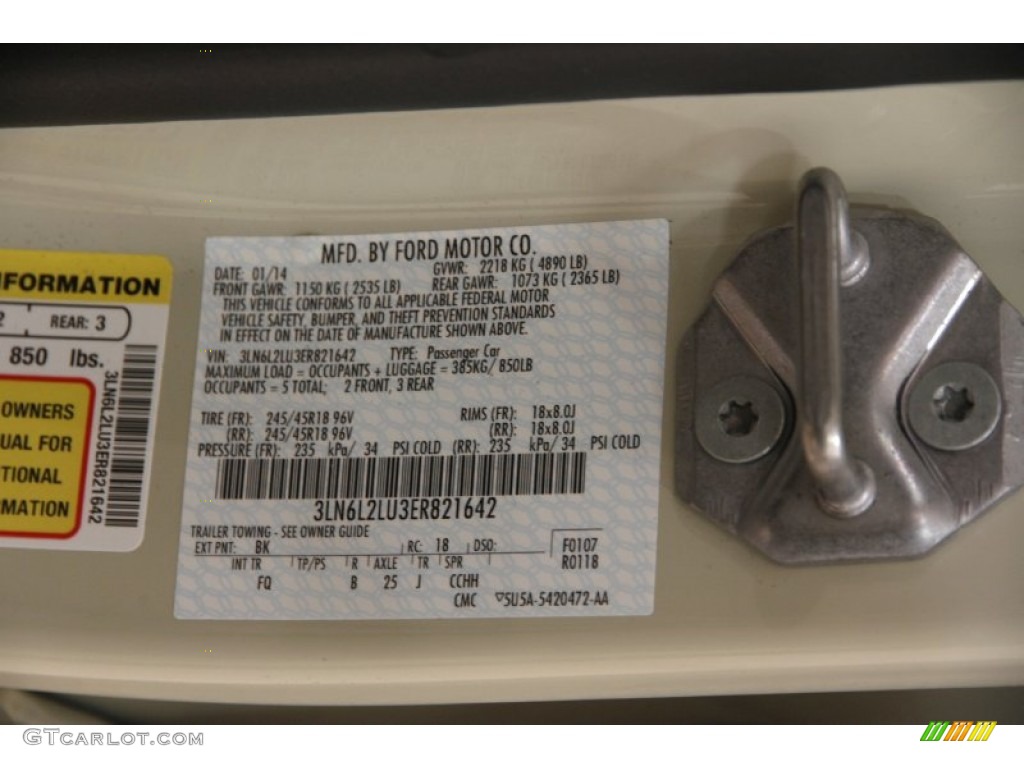 MFD. BY FORD MOTOR CO.
DATE: 01/14 GVWR: 2218 KG ( 4890 LB)
FRONT GAWR: 1150 KG ( 2535 LB) REAR GAWR: 1073 KG ( 2365 LB)
THIS VEHICLE CONFORMS TO ALL APPLICABLE FEDERAL MOTOR
VEHICLE SAFETY, BUMPER, AND THEFT PREVENTION STANDARDS
IN EFFECT ON THE DATE OF MANUFACTURE SHOWN ABOVE.
VIN: 3LN6L2LU3ER821642 TYPE: Passenger Car
MAXIMUM LOAD = OCCUPANTS + LUGGAGE = 385KG/ 850LB
OCCUPANTS = 5 TOTAL; 2 FRONT, 3 REAR
TIRE (FR): 245/45R18 96V RIMS (FR): 18x8.0J
(RR): 245/45R18 96V (RR): 18x8.0J
PRESSURE (FR): 235 kPa/ 34 PSI COLD (RR): 235 kPa/ 34 PSI COLD
3LN6L2LU3ER821642
TRAILER TOWING - SEE OWNER GUIDE
EXT PNT: BK RC: 18 DSO: F0107
INT TR TP/PS R AXLE TR SPR R0118
FQ B 25 J CCHH
CMC ▽5U5A-5420472-AA
NFORMATION
2 REAR: 3
850 lbs.
OWNERS
UAL FOR
TIONAL
RMATION
3LN6L2LU3ER821642
GTCarlot.com